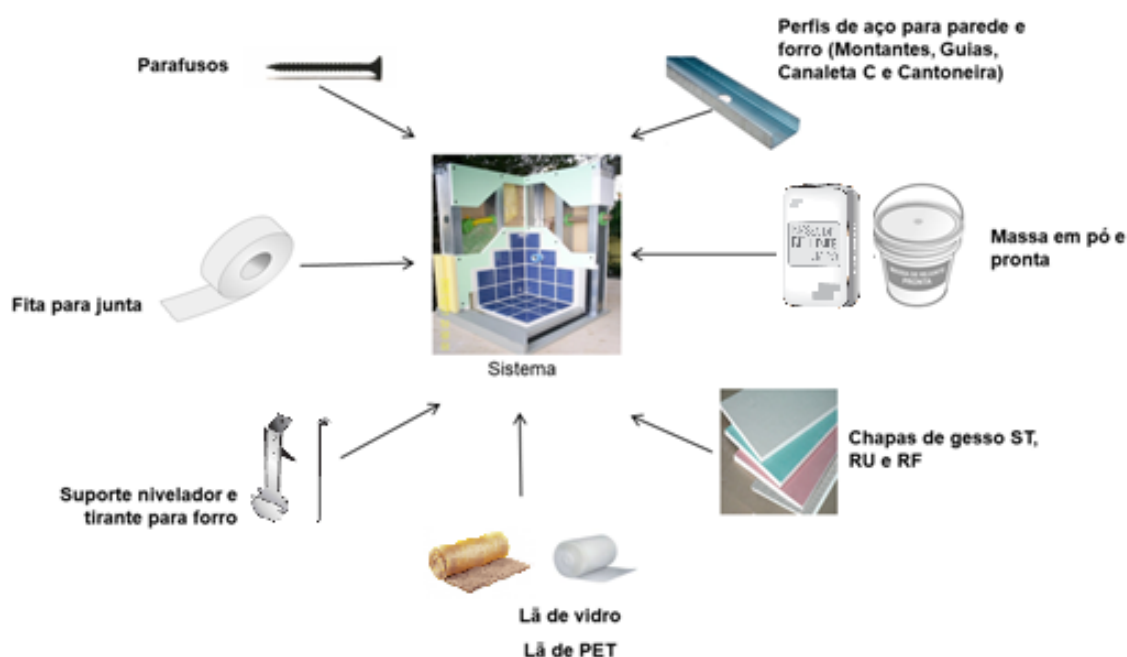 Parafusos
Perfis de aço para parede e
forro (Montantes, Guias,
Canaleta C e Cantoneira)
Massa em pó e
pronta
PRONTA
Fita para junta
Sistema
Chapas de gesso ST,
RU e RF
Suporte nivelador e
tirante para forro
Lã de vidro
Lã de PET